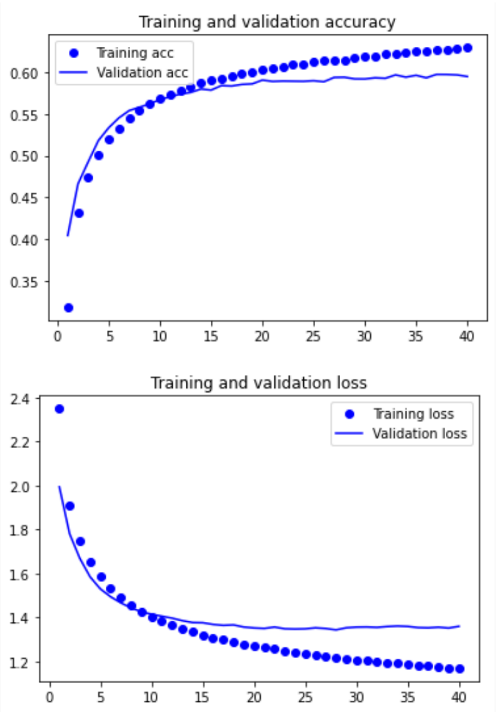 Training and validation accuracy
Training acc
Validation acc
0.60
0.55
0.50
0.45
0.40
0.35
0 5 10 15 20 25 30 35 40
Training and validation loss
2.4
Training loss
Validation loss
2.2
2.0
1.8
1.6
1.4
1.2
0 5 10 15 20 25 30 35 40